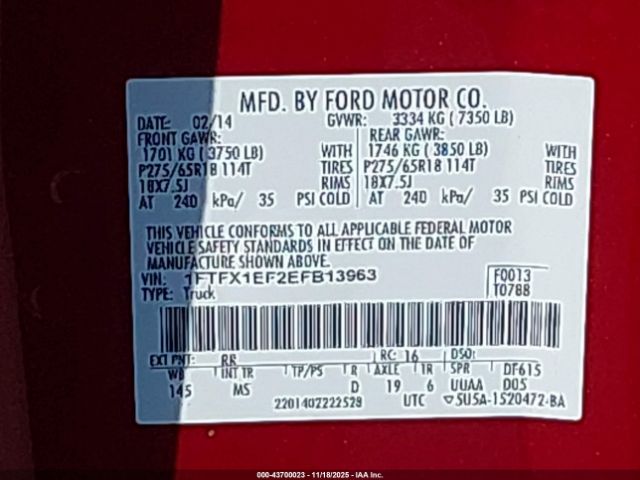 MFD. BY FORD MOTOR CO.
DATE: 02/14 GVWR: 3334 KG ( 7350 LB)
FRONT GAWR: REAR GAWR:
1701 KG ( 3750 LB) WITH 1746 KG ( 3850 LB) WITH
P275/65R18 114T TIRES P275/65R18 114T TIRES
18X7.5J RIMS 18X7.5J RIMS
AT 240 kPa/ 35 PSI COLD AT 240 kPa/ 35 PSI COLD
THIS VEHICLE CONFORMS TO ALL APPLICABLE FEDERAL MOTOR
VEHICLE SAFETY STANDARDS IN EFFECT ON THE DATE OF
MANUFACTURE SHOWN ABOVE.
VIN: 1FTFX1EF2EFB13963 F0013
TYPE: Truck T0788
EXT PNT: RR RC: 16 DSO:
WB INT TR TP/PS R AXLE TR SPR DF615
145 MS D 19 6 UUAA D05
2201402222529 UTC ▽5U5A-1520472-BA
000-43700023 - 11/18/2025 - IAA Inc.